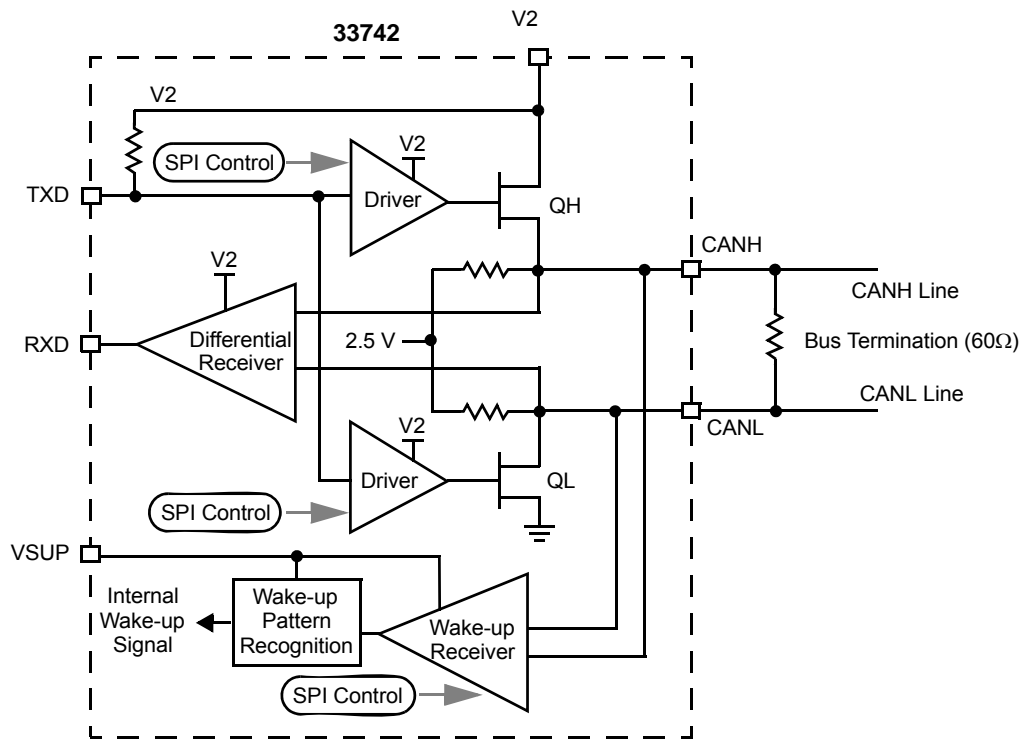 V2
33742
V2
SPI Control
V2
Driver
TXD
QH
CANH
V2
CANH Line
RXD
Differential
Receiver
2.5 V
Bus Termination (60Ω)
CANL Line
V2
CANL
Driver
QL
SPI Control
VSUP
Internal
Wake-up
Signal
Wake-up
Pattern
Recognition
Wake-up
Receiver
SPI Control